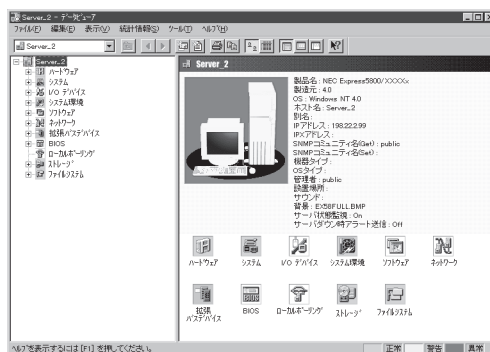 Server_2 - データビューア
ファイル(F) 編集(E) 表示(V) 統計情報(S) ツール(T) ヘルプ(H)
Server_2
Server_2
ハードウェア
システム
I/O デバイス
システム環境
ソフトウェア
ネットワーク
拡張バスデバイス
BIOS
ローカルポーリング
ストレージ
ファイルシステム
Server_2
製品名 : NEC Express5800/XXXXx
製造元 : 4.0
OS : Windows NT 4.0
ホスト名 : Server_2
別名 :
IPアドレス : 198.22.2.99
IPXアドレス :
SNMPコミュニティ名(Get) : public
SNMPコミュニティ名(Set) :
機器タイプ :
OSタイプ :
管理者 : public
設置場所 :
サウンド :
背景 : EX58FULL.BMP
サーバ状態監視 : On
サーバダウン時アラート送信 : Off
ハードウェア システム I/O デバイス システム環境 ソフトウェア ネットワーク
拡張バスデバイス BIOS ローカルポーリング ストレージ ファイルシステム
ヘルプを表示するには [F1] を押してください。 正常 警告 異常